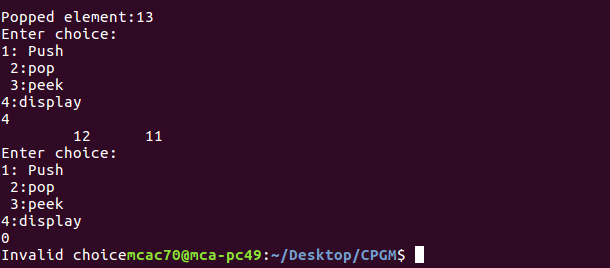 Popped element:13
Enter choice:
1: Push
 2:pop
 3:peek
4:display
4
        12      11
Enter choice:
1: Push
 2:pop
 3:peek
4:display
0
Invalid choicemcac70@mca-pc49:~/Desktop/CPGM$